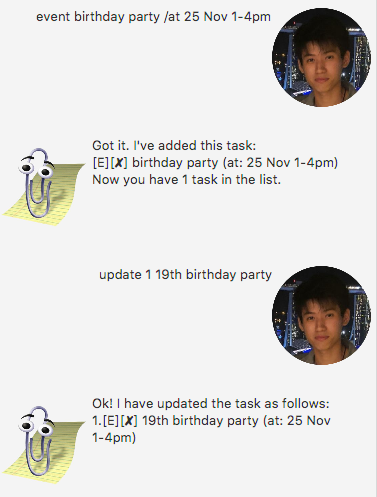 event birthday party /at 25 Nov 1-4pm
Got it. I've added this task:
[E][✘] birthday party (at: 25 Nov 1-4pm)
Now you have 1 task in the list.
update 1 19th birthday party
Ok! I have updated the task as follows:
1.[E][✘] 19th birthday party (at: 25 Nov
1-4pm)